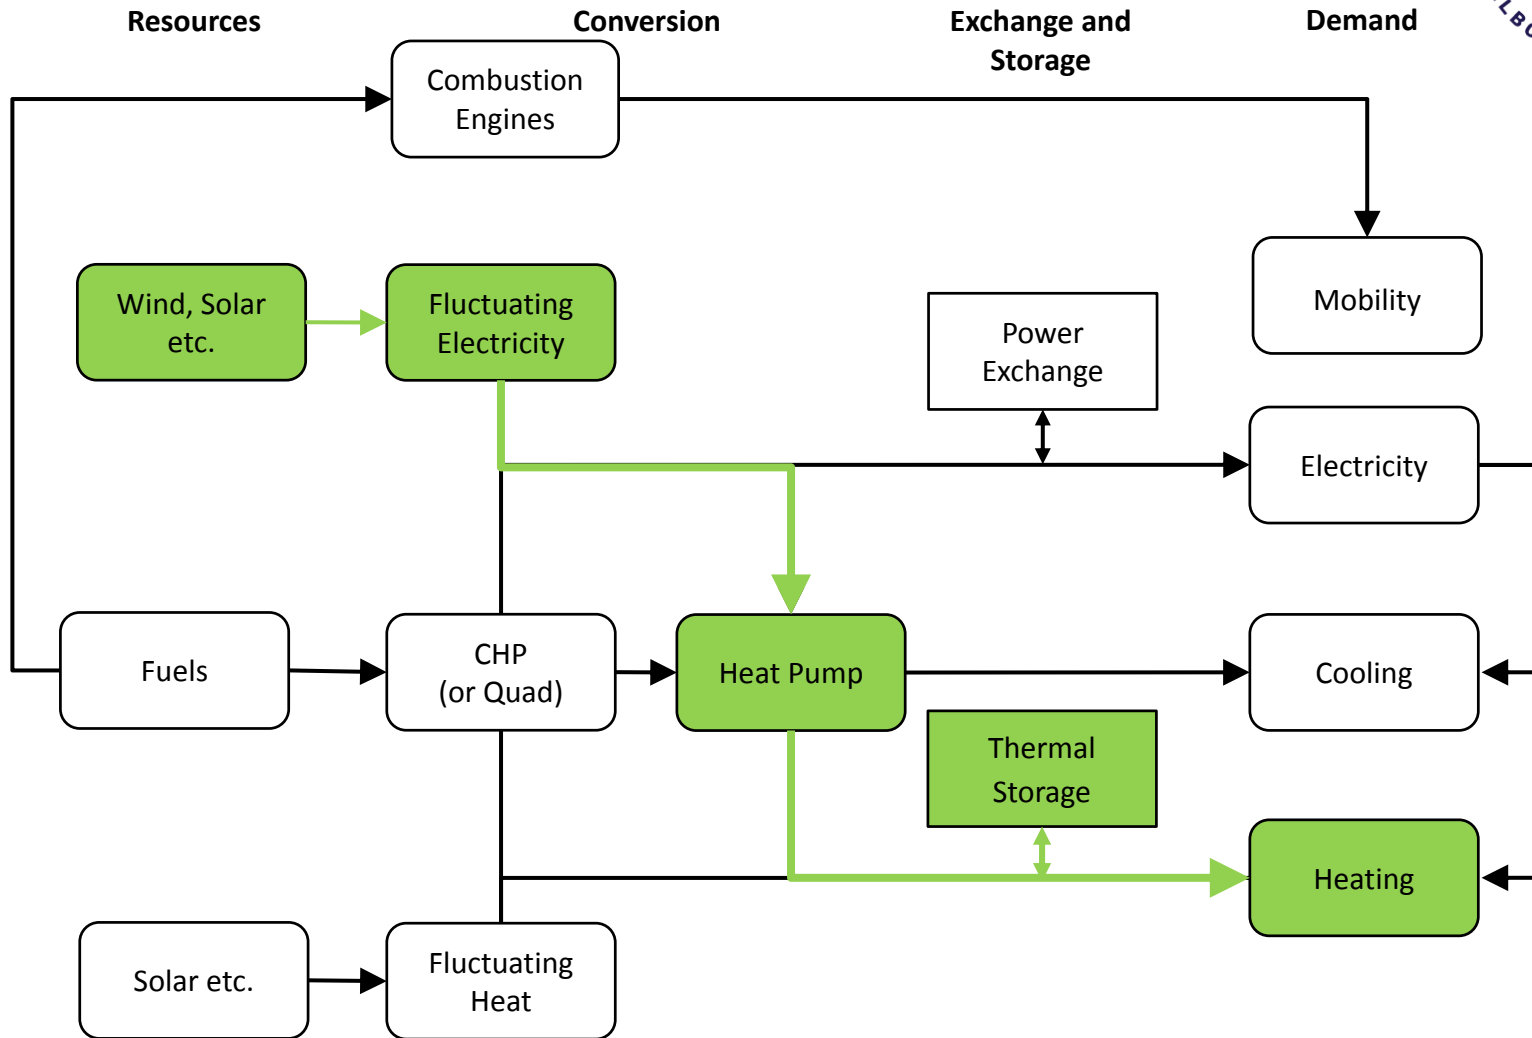 Resources
Conversion
Exchange and
Storage
Demand
Combustion
Engines
Wind, Solar
etc.
Fluctuating
Electricity
Power
Exchange
Mobility
Electricity
Fuels
CHP
(or Quad)
Heat Pump
Cooling
Thermal
Storage
Heating
Solar etc.
Fluctuating
Heat